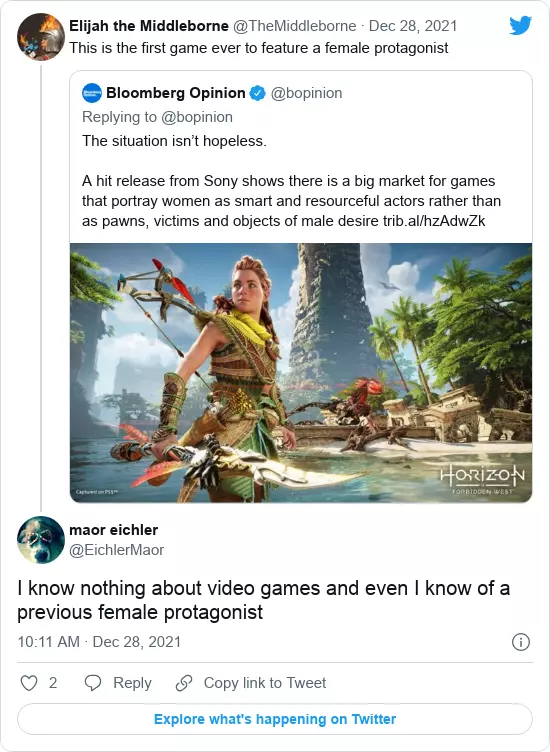 Elijah the Middleborne @TheMiddleborne · Dec 28, 2021
This is the first game ever to feature a female protagonist
Bloomberg Opinion @bopinion
Replying to @bopinion
The situation isn’t hopeless.
A hit release from Sony shows there is a big market for games
that portray women as smart and resourceful actors rather than
as pawns, victims and objects of male desire trib.al/hzAdwZk
HORIZON
FORBIDDEN WEST
Captured on PS5™
maor eichler
@EichlerMaor
I know nothing about video games and even I know of a
previous female protagonist
10:11 AM · Dec 28, 2021
2 Reply Copy link to Tweet
Explore what's happening on Twitter